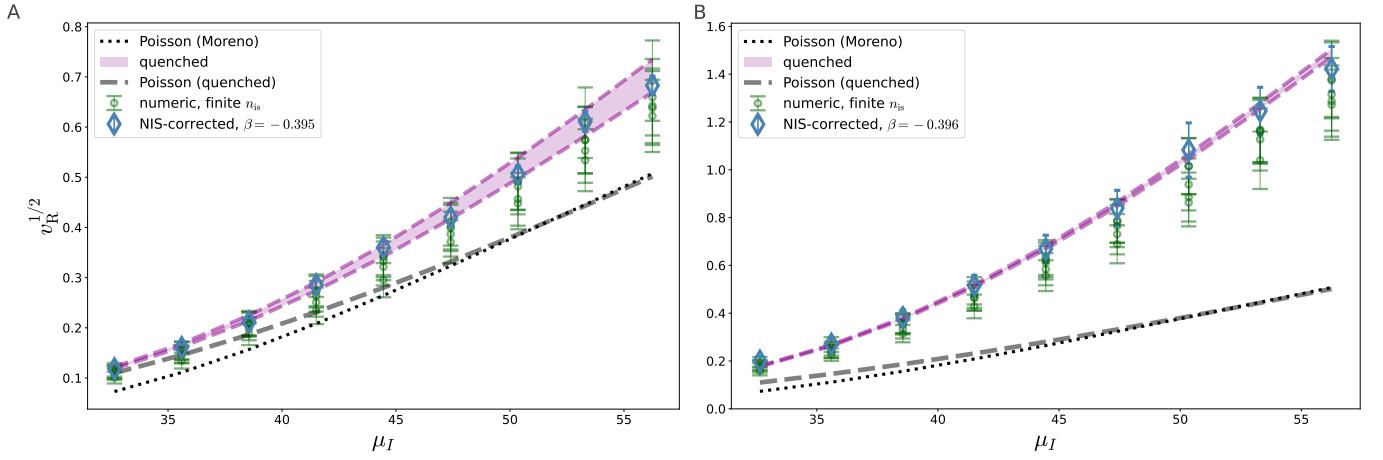 A
0.8
0.7
0.6
0.5
0.4
0.3
0.2
0.1
v_R^{1/2}
Poisson (Moreno)
quenched
Poisson (quenched)
numeric, finite n_is
NIS-corrected, β = −0.395
35
40
45
50
55
μ_I
B
1.6
1.4
1.2
1.0
0.8
0.6
0.4
0.2
0.0
Poisson (Moreno)
quenched
Poisson (quenched)
numeric, finite n_is
NIS-corrected, β = −0.396
35
40
45
50
55
μ_I